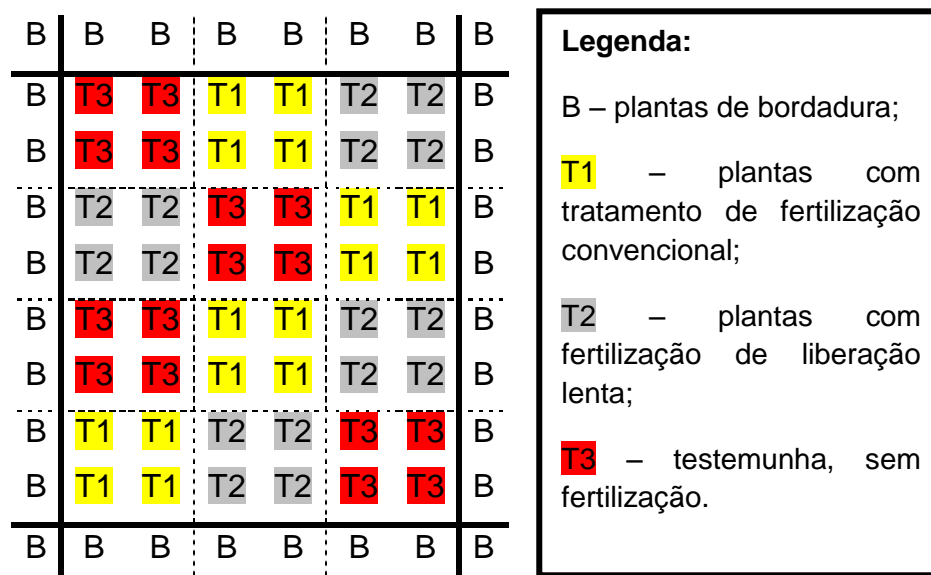 B B B B B B B B
B T3 T3 T1 T1 T2 T2 B
B T3 T3 T1 T1 T2 T2 B
B T2 T2 T3 T3 T1 T1 B
B T2 T2 T3 T3 T1 T1 B
B T3 T3 T1 T1 T2 T2 B
B T3 T3 T1 T1 T2 T2 B
B T1 T1 T2 T2 T3 T3 B
B T1 T1 T2 T2 T3 T3 B
B B B B B B B B
Legenda:
B – plantas de bordadura;
T1 – plantas com
tratamento de fertilização
convencional;
T2 – plantas com
fertilização de liberação
lenta;
T3 – testemunha, sem
fertilização.